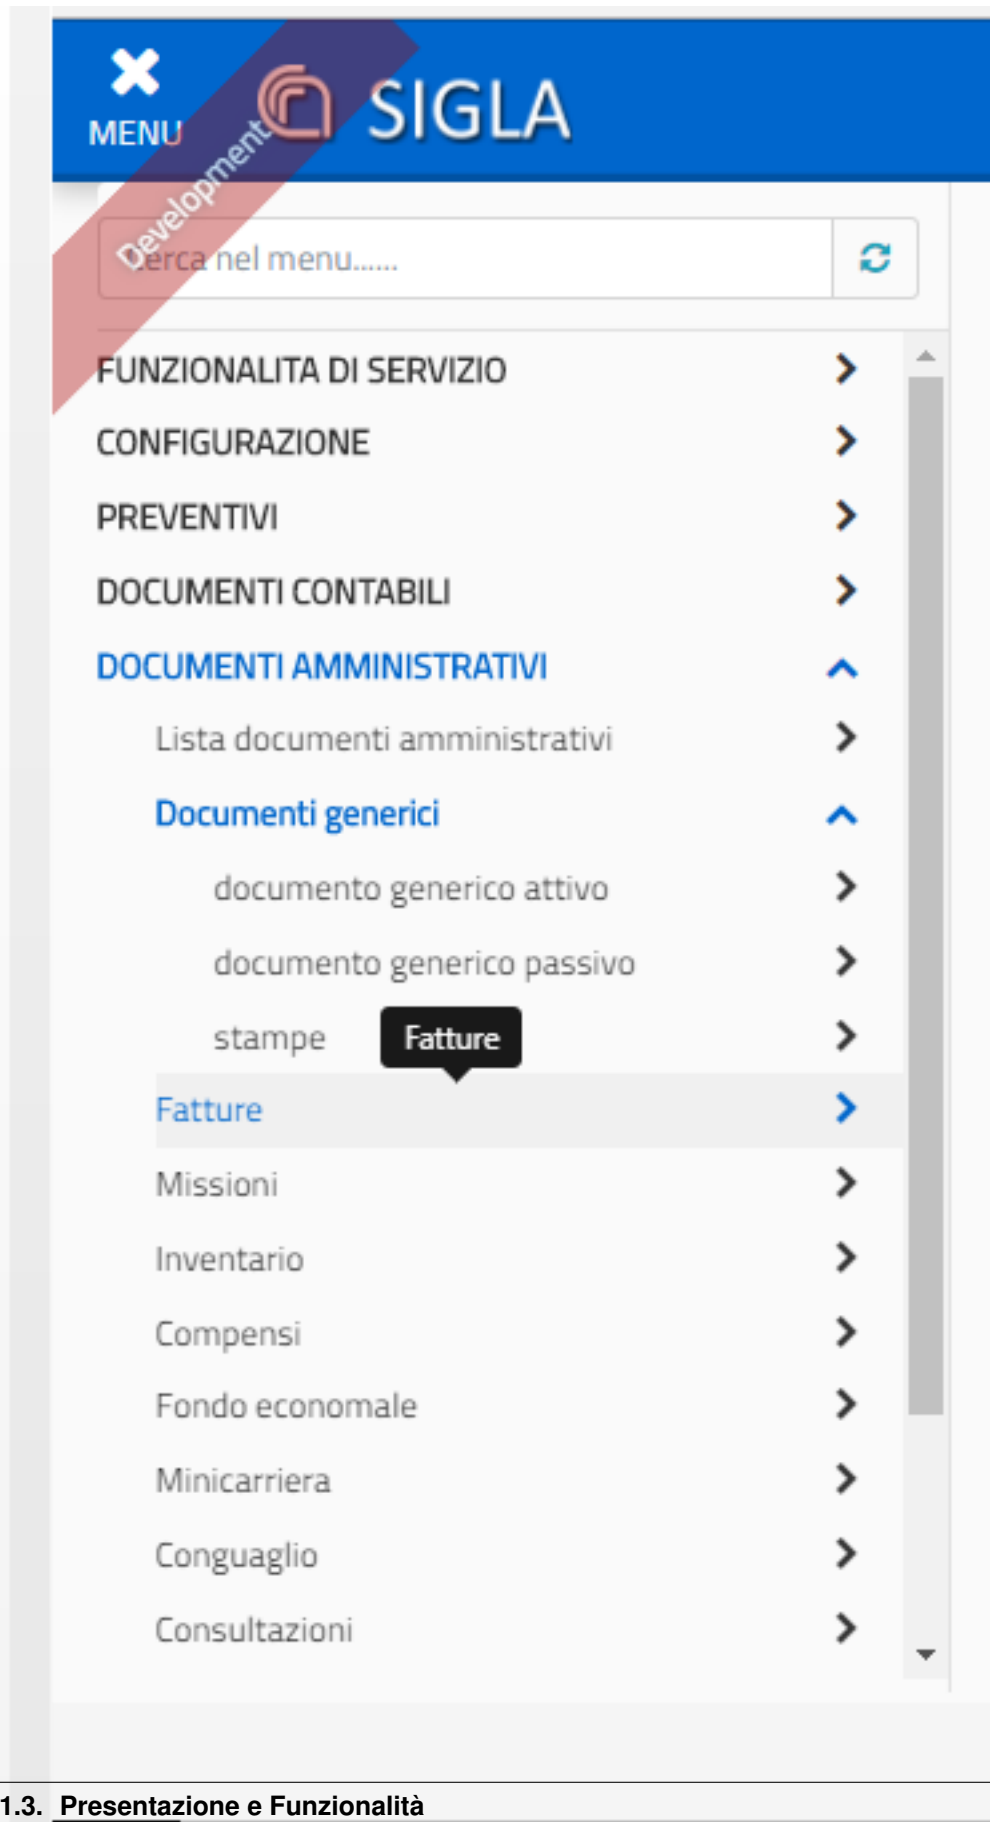 MENU
SIGLA
Development
Cerca nel menu......
FUNZIONALITA DI SERVIZIO
CONFIGURAZIONE
PREVENTIVI
DOCUMENTI CONTABILI
DOCUMENTI AMMINISTRATIVI
Lista documenti amministrativi
Documenti generici
documento generico attivo
documento generico passivo
stampe
Fatture
Fatture
Missioni
Inventario
Compensi
Fondo economale
Minicarriera
Conguaglio
Consultazioni
1.3. Presentazione e Funzionalità